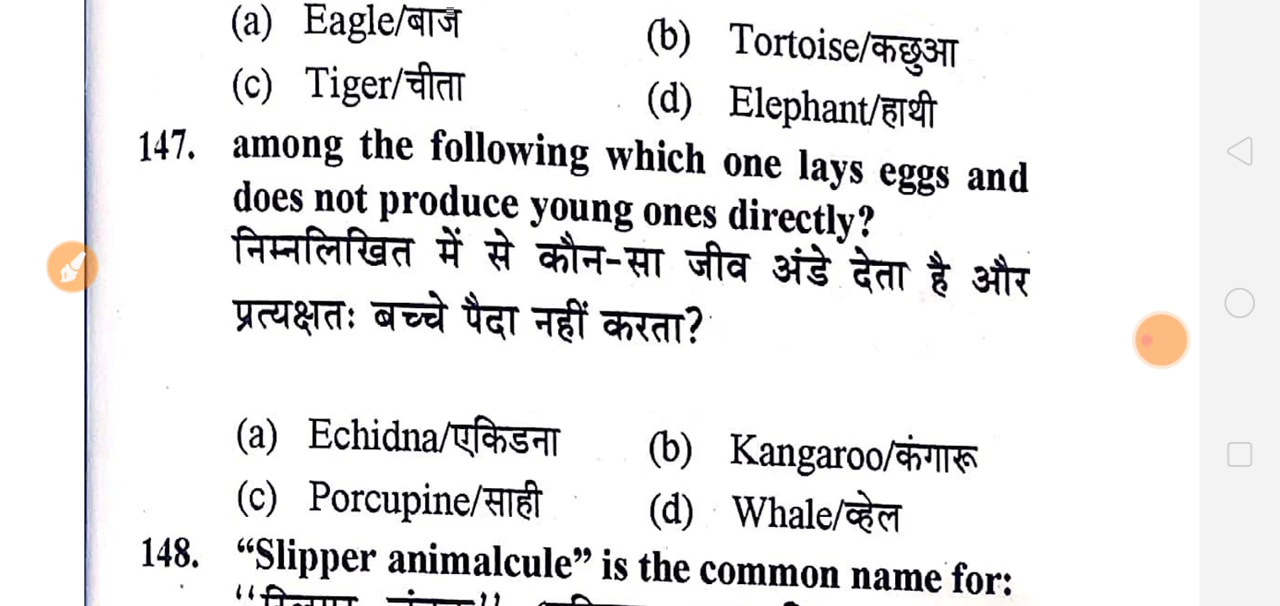 (a) Eagle/बाज (b) Tortoise/कछुआ
(c) Tiger/चीता (d) Elephant/हाथी
147. among the following which one lays eggs and
does not produce young ones directly?
निम्नलिखित में से कौन-सा जीव अंडे देता है और
प्रत्यक्षतः बच्चे पैदा नहीं करता?
(a) Echidna/एकिडना (b) Kangaroo/कंगारू
(c) Porcupine/साही (d) Whale/व्हेल
148. “Slipper animalcule” is the common name for: